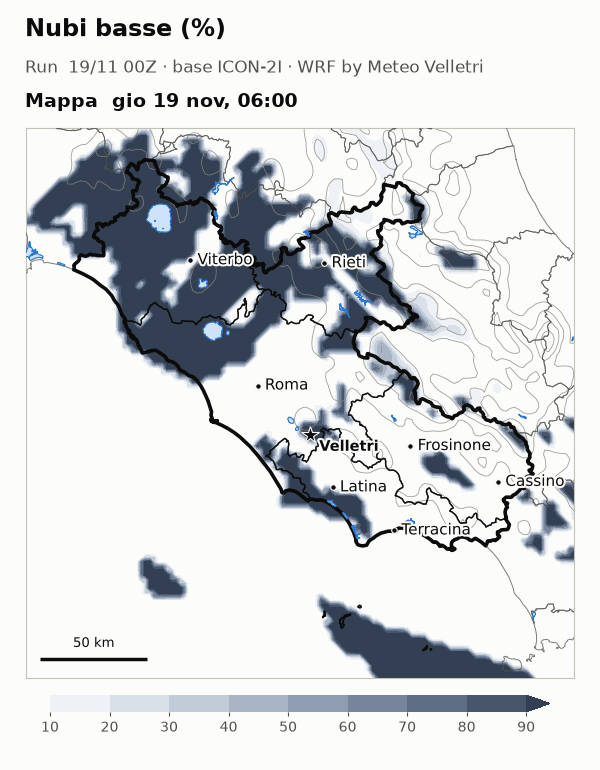 Nubi basse (%)
Run 19/11 00Z · base ICON-2I · WRF by Meteo Velletri
Mappa gio 19 nov, 06:00
Viterbo
Rieti
Roma
Velletri
Frosinone
Cassino
Latina
Terracina
50 km
10 20 30 40 50 60 70 80 90